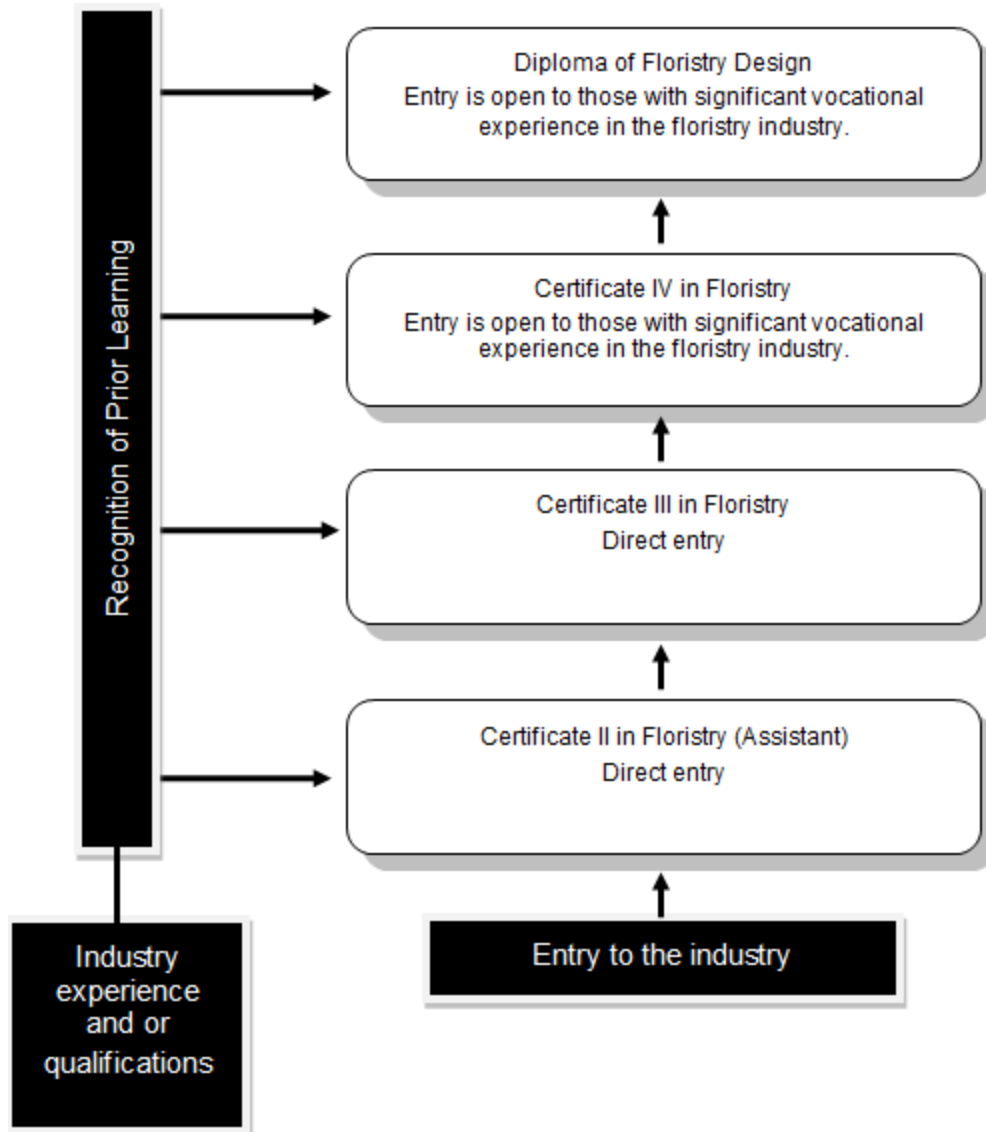 Diploma of Floristry Design
Entry is open to those with significant vocational
experience in the floristry industry.
Certificate IV in Floristry
Entry is open to those with significant vocational
experience in the floristry industry.
Certificate III in Floristry
Direct entry
Certificate II in Floristry (Assistant)
Direct entry
Entry to the industry
Recognition of Prior Learning
Industry
experience
and or
qualifications